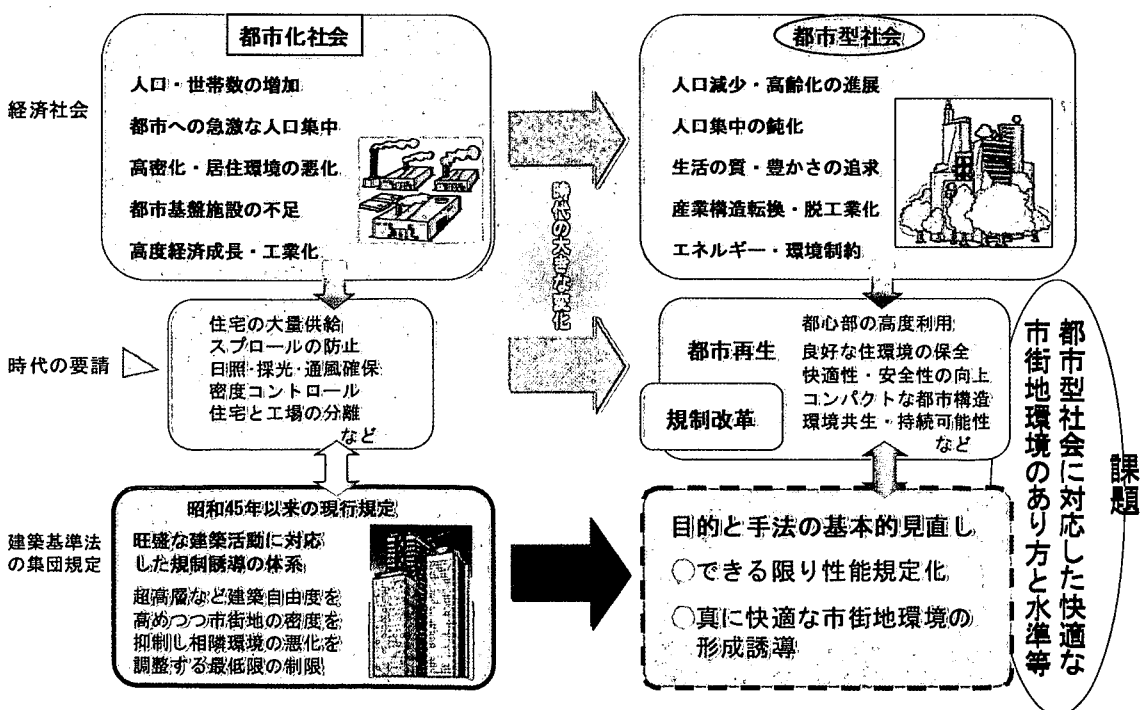 都市化社会
人口・世帯数の増加
都市への急激な人口集中
高密化・居住環境の悪化
都市基盤施設の不足
高度経済成長・工業化
経済社会
都市型社会
人口減少・高齢化の進展
人口集中の鈍化
生活の質・豊かさの追求
産業構造転換・脱工業化
エネルギー・環境制約
時代の大きな変化
時代の要請
住宅の大量供給
スプロールの防止
日照・採光・通風確保
密度コントロール
住宅と工場の分離
など
都市再生
規制改革
都心部の高度利用
良好な住環境の保全
快適性・安全性の向上
コンパクトな都市構造
環境共生・持続可能性
など
建築基準法
の集団規定
昭和45年以来の現行規定
旺盛な建築活動に対応
した規制誘導の体系
超高層など建築自由度を
高めつつ市街地の密度を
抑制し相隣環境の悪化を
調整する最低限の制限
目的と手法の基本的見直し
○できる限り性能規定化
○真に快適な市街地環境の
形成誘導
課題
都市型社会に対応した快適な
市街地環境のあり方と水準等